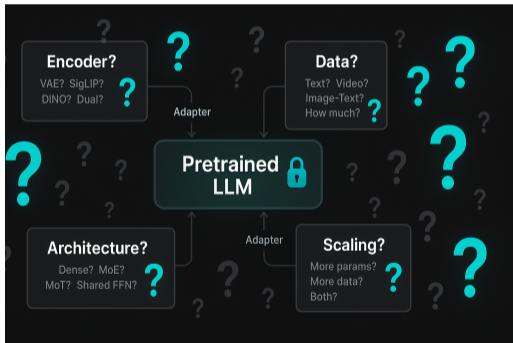 Encoder?
VAE? SigLIP?
DINO? Dual?
?
Data?
Text? Video?
Image-Text?
How much?
?
Adapter
Pretrained
LLM
Adapter
Architecture?
Dense? MoE?
MoT? Shared FFN?
?
Scaling?
More params?
More data?
Both?
?